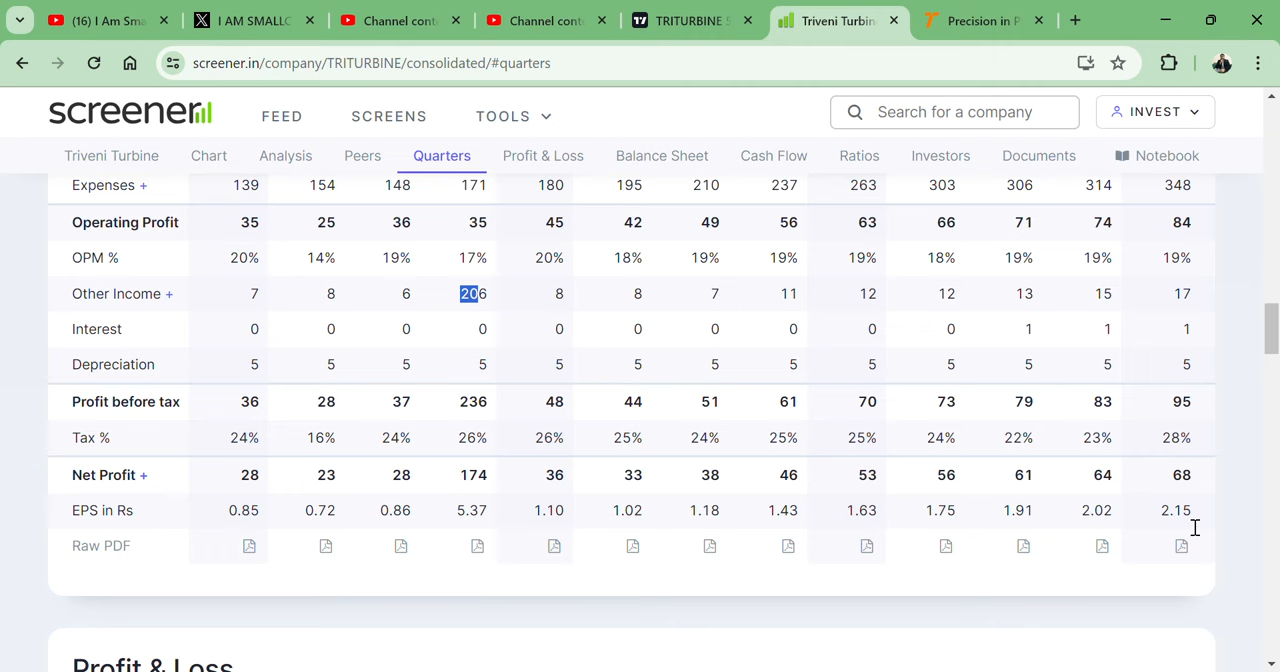 (16) I Am Sma
I AM SMALLC
Channel cont
Channel cont
TRITURBINE S
Triveni Turbin
Precision in P
screener.in/company/TRITURBINE/consolidated/#quarters
screener
FEED SCREENS TOOLS
Search for a company
INVEST
Triveni Turbine Chart Analysis Peers Quarters Profit & Loss Balance Sheet Cash Flow Ratios Investors Documents Notebook
Expenses + 139 154 148 171 180 195 210 237 263 303 306 314 348
Operating Profit 35 25 36 35 45 42 49 56 63 66 71 74 84
OPM % 20% 14% 19% 17% 20% 18% 19% 19% 19% 18% 19% 19% 19%
Other Income + 7 8 6 206 8 8 7 11 12 12 13 15 17
Interest 0 0 0 0 0 0 0 0 0 0 1 1 1
Depreciation 5 5 5 5 5 5 5 5 5 5 5 5 5
Profit before tax 36 28 37 236 48 44 51 61 70 73 79 83 95
Tax % 24% 16% 24% 26% 26% 25% 24% 25% 25% 24% 22% 23% 28%
Net Profit + 28 23 28 174 36 33 38 46 53 56 61 64 68
EPS in Rs 0.85 0.72 0.86 5.37 1.10 1.02 1.18 1.43 1.63 1.75 1.91 2.02 2.15
Raw PDF
Profit & Loss